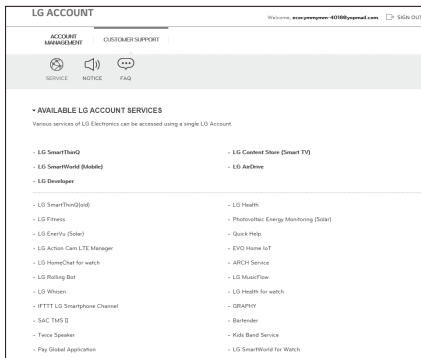 LG ACCOUNT
Welcome, ecocymmymm-4018@yopmail.com SIGN OUT
ACCOUNT MANAGEMENT
CUSTOMER SUPPORT
SERVICE NOTICE FAQ
AVAILABLE LG ACCOUNT SERVICES
Various services of LG Electronics can be accessed using a single LG Account
- LG SmartThinQ - LG Content Store (Smart TV)
- LG SmartWorld (Mobile) - LG AirDrive
- LG Developer
- LG SmartThinQ(old) - LG Health
- LG Fitness - Photovoltaic Energy Monitoring (Solar)
- LG EnerVu (Solar) - Quick Help
- LG Action Cam LTE Manager - EVO Home IoT
- LG HomeChat for watch - ARCH Service
- LG Rolling Bot - LG MusicFlow
- LG Whisen - LG Health for watch
- IFTTT LG Smartphone Channel - GRAPHY
- SAC TMS II - Bartender
- Twice Speaker - Kids Band Service
- Pay Global Application - LG SmartWorld for Watch